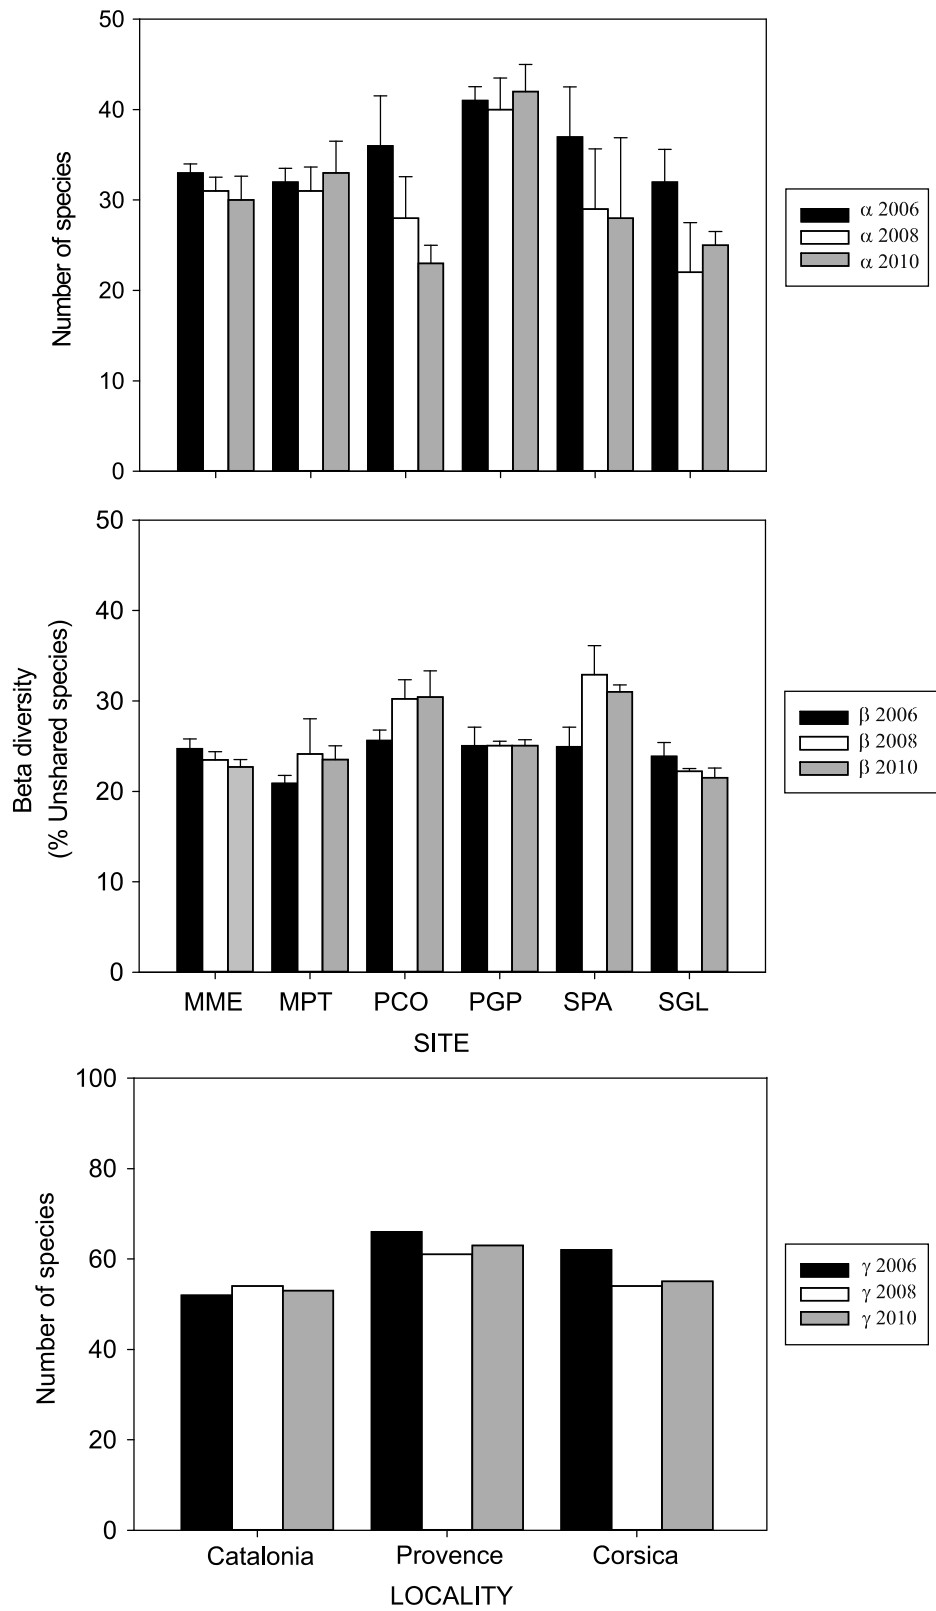 50
40
30
20
10
0
Number of species
α 2006
α 2008
α 2010
50
40
30
20
10
0
Beta diversity
(% Unshared species)
β 2006
β 2008
β 2010
MME MPT PCO PGP SPA SGL
SITE
100
80
60
40
20
0
Number of species
γ 2006
γ 2008
γ 2010
Catalonia Provence Corsica
LOCALITY